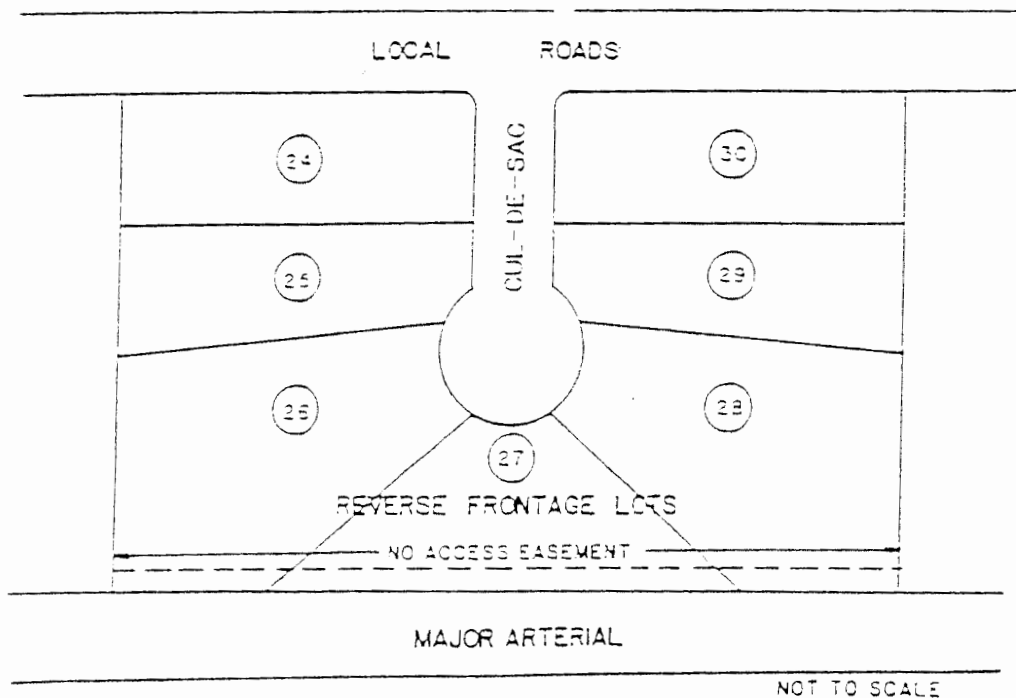 LOCAL ROADS
CUL-DE-SAC
24
30
25
29
26
28
27
REVERSE FRONTAGE LOTS
NO ACCESS EASEMENT
MAJOR ARTERIAL
NOT TO SCALE